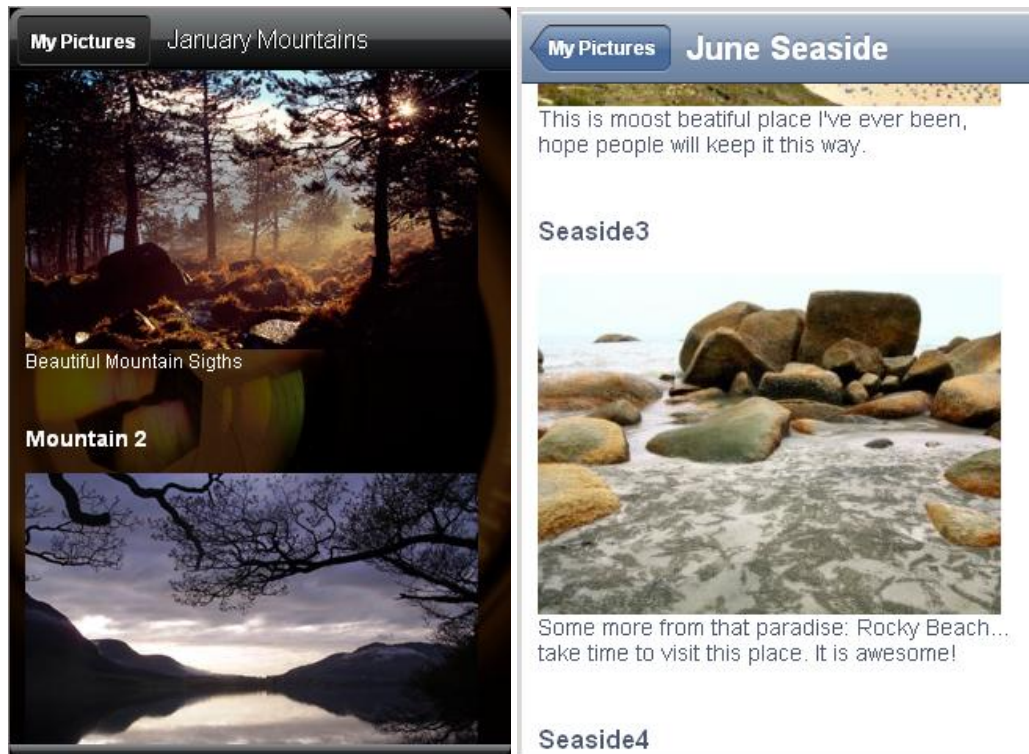 My Pictures
January Mountains
Beautiful Mountain Sigths
Mountain 2
My Pictures
June Seaside
This is moost beatiful place I've ever been,
hope people will keep it this way.
Seaside3
Some more from that paradise: Rocky Beach...
take time to visit this place. It is awesome!
Seaside4